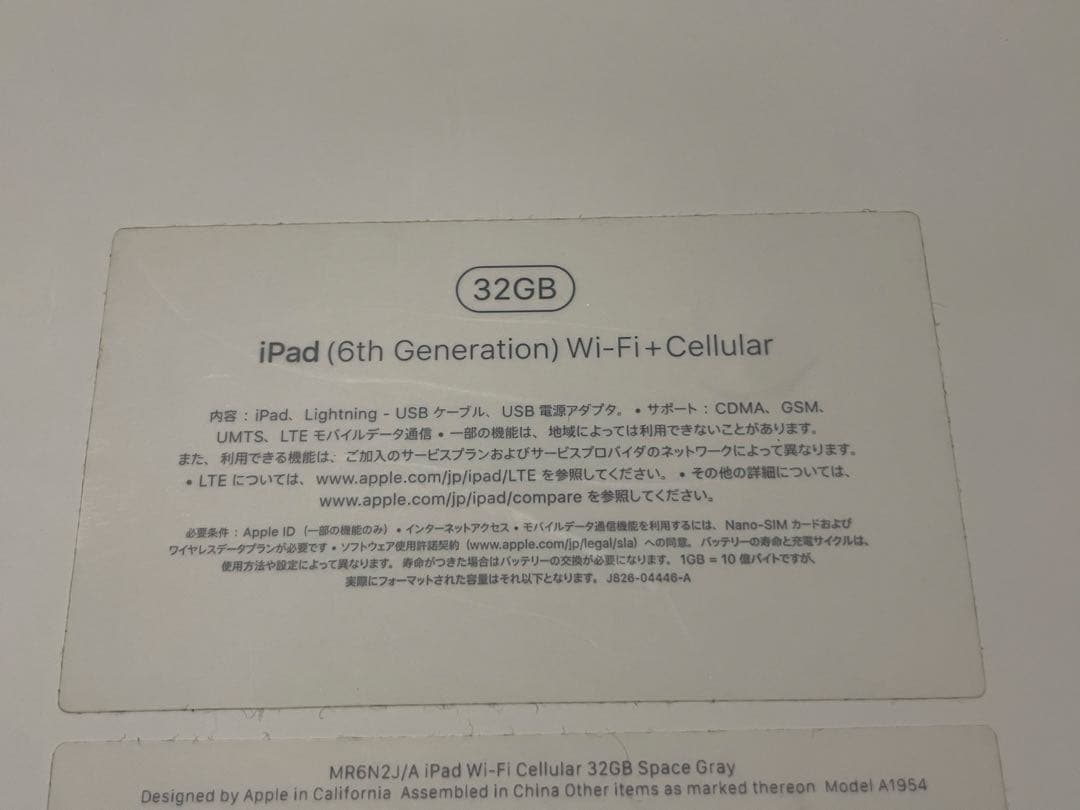 32GB
iPad (6th Generation) Wi-Fi+Cellular
内容：iPad、Lightning - USB ケーブル、USB 電源アダプタ。 • サポート：CDMA、GSM、
UMTS、LTE モバイルデータ通信 • 一部の機能は、地域によっては利用できないことがあります。
また、利用できる機能は、ご加入のサービスプランおよびサービスプロバイダのネットワークによって異なります。
• LTE については、www.apple.com/jp/ipad/LTE を参照してください。 • その他の詳細については、
www.apple.com/jp/ipad/compare を参照してください。
必要条件：Apple ID（一部の機能のみ）• インターネットアクセス • モバイルデータ通信機能を利用するには、Nano-SIM カードおよび
ワイヤレスデータプランが必要です • ソフトウェア使用許諾契約（www.apple.com/jp/legal/sla）への同意。 バッテリーの寿命と充電サイクルは、
使用方法や設定によって異なります。寿命がつきた場合はバッテリーの交換が必要になります。1GB = 10 億バイトですが、
実際にフォーマットされた容量はそれ以下となります。 J826-04446-A
MR6N2J/A iPad Wi-Fi Cellular 32GB Space Gray
Designed by Apple in California Assembled in China Other items as marked thereon Model A1954